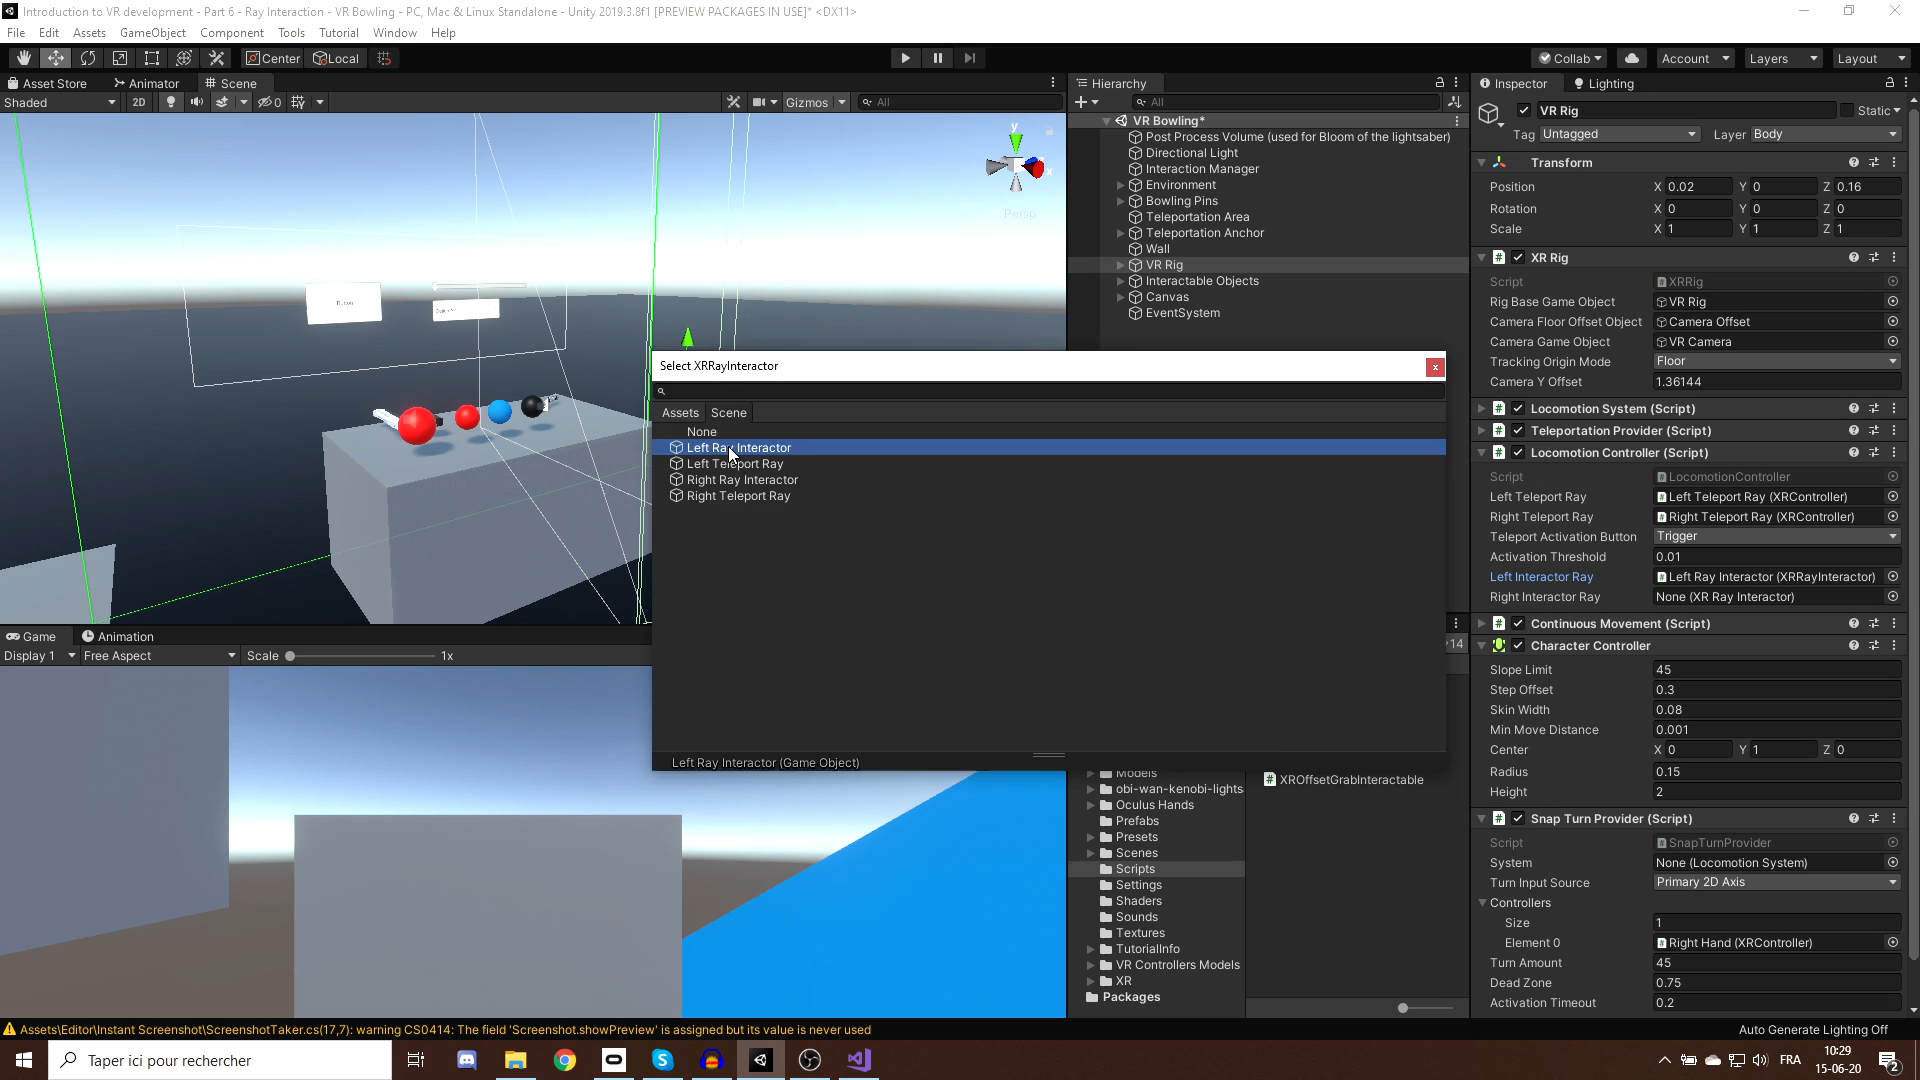 Introduction to VR development - Part 6 - Ray Interaction - VR Bowling - PC, Mac & Linux Standalone - Unity 2019.3.8f1 [PREVIEW PACKAGES IN USE]* <DX11>
File Edit Assets GameObject Component Tools Tutorial Window Help
Center Local Collab Account Layers Layout
Asset Store Animator Scene
Shaded 2D 0 Gizmos All
y
x
Persp
Button
Hierarchy
All
VR Bowling*
Post Process Volume (used for Bloom of the lightsaber)
Directional Light
Interaction Manager
Environment
Bowling Pins
Teleportation Area
Teleportation Anchor
Wall
VR Rig
Interactable Objects
Canvas
EventSystem
Select XRRayInteractor
x
Assets Scene
None
Left Ray Interactor
Left Teleport Ray
Right Ray Interactor
Right Teleport Ray
Left Ray Interactor (Game Object)
Game Animation
Display 1 Free Aspect Scale 1x
14
Models
obi-wan-kenobi-lights
Oculus Hands
Prefabs
Presets
Scenes
Scripts
Settings
Shaders
Sounds
Textures
TutorialInfo
VR Controllers Models
XR
Packages
XROffsetGrabInteractable
Inspector Lighting
VR Rig Static
Tag Untagged Layer Body
Transform
Position X 0.02 Y 0 Z 0.16
Rotation X 0 Y 0 Z 0
Scale X 1 Y 1 Z 1
XR Rig
Script XRRig
Rig Base Game Object VR Rig
Camera Floor Offset Object Camera Offset
Camera Game Object VR Camera
Tracking Origin Mode Floor
Camera Y Offset 1.36144
Locomotion System (Script)
Teleportation Provider (Script)
Locomotion Controller (Script)
Script LocomotionController
Left Teleport Ray Left Teleport Ray (XRController)
Right Teleport Ray Right Teleport Ray (XRController)
Teleport Activation Button Trigger
Activation Threshold 0.01
Left Interactor Ray Left Ray Interactor (XRRayInteractor)
Right Interactor Ray None (XR Ray Interactor)
Continuous Movement (Script)
Character Controller
Slope Limit 45
Step Offset 0.3
Skin Width 0.08
Min Move Distance 0.001
Center X 0 Y 1 Z 0
Radius 0.15
Height 2
Snap Turn Provider (Script)
Script SnapTurnProvider
System None (Locomotion System)
Turn Input Source Primary 2D Axis
Controllers
Size 1
Element 0 Right Hand (XRController)
Turn Amount 45
Dead Zone 0.75
Activation Timeout 0.2
Assets\Editor\Instant Screenshot\ScreenshotTaker.cs(17,7): warning CS0414: The field 'Screenshot.showPreview' is assigned but its value is never used
Auto Generate Lighting Off
Taper ici pour rechercher
FRA
10:29
15-06-20
2